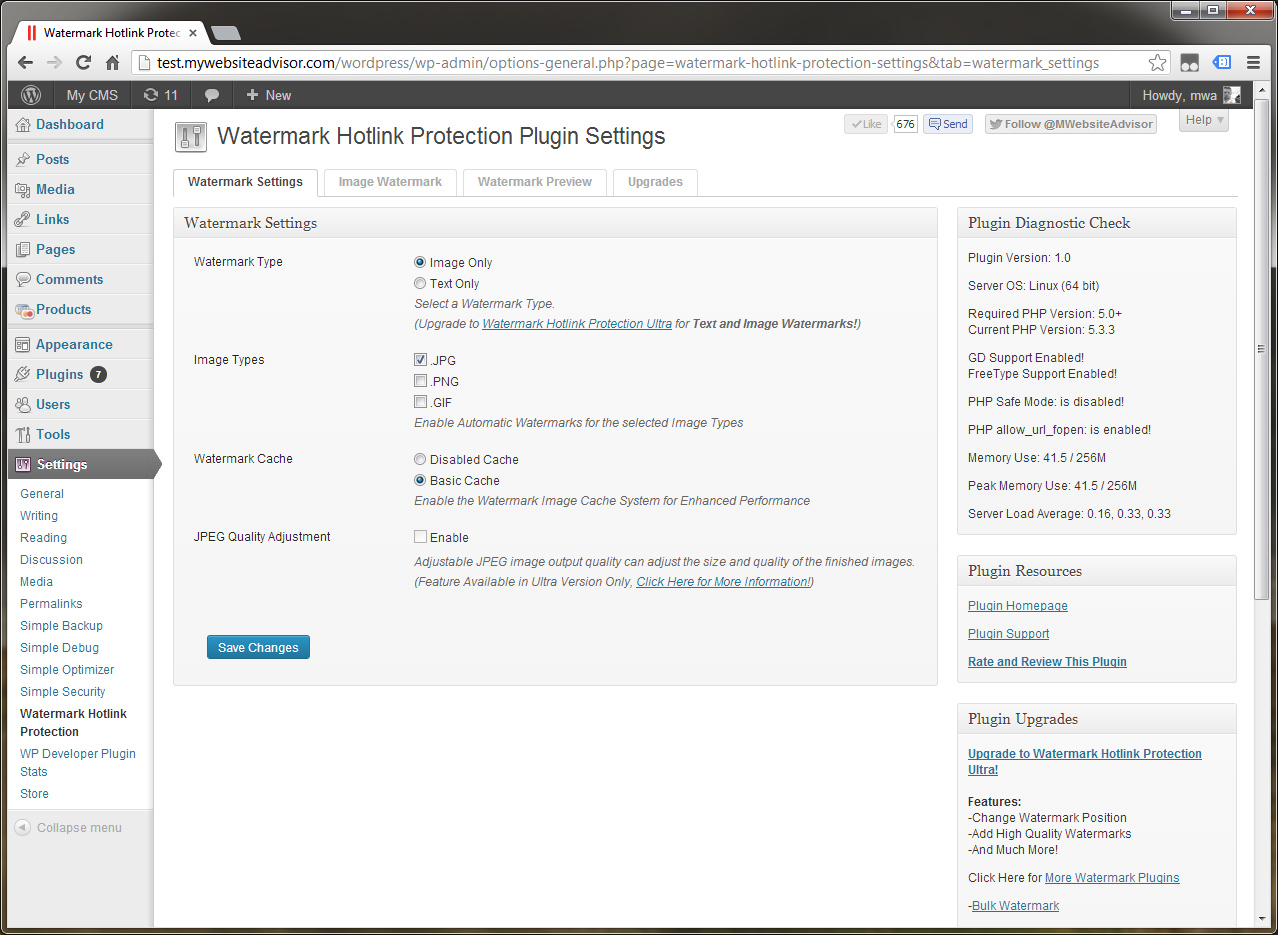 Watermark Hotlink Protec
test.mywebsiteadvisor.com/wordpress/wp-admin/options-general.php?page=watermark-hotlink-protection-settings&tab=watermark_settings
My CMS
11
New
Howdy, mwa
Dashboard
Posts
Media
Links
Pages
Comments
Products
Appearance
Plugins 7
Users
Tools
Settings
General
Writing
Reading
Discussion
Media
Permalinks
Simple Backup
Simple Debug
Simple Optimizer
Simple Security
Watermark Hotlink
Protection
WP Developer Plugin
Stats
Store
Collapse menu
Watermark Hotlink Protection Plugin Settings
Like
676
Send
Follow @MWebsiteAdvisor
Help
Watermark Settings
Image Watermark
Watermark Preview
Upgrades
Watermark Settings
Watermark Type
Image Only
Text Only
Select a Watermark Type.
(Upgrade to Watermark Hotlink Protection Ultra for Text and Image Watermarks!)
Image Types
.JPG
.PNG
.GIF
Enable Automatic Watermarks for the selected Image Types
Watermark Cache
Disabled Cache
Basic Cache
Enable the Watermark Image Cache System for Enhanced Performance
JPEG Quality Adjustment
Enable
Adjustable JPEG image output quality can adjust the size and quality of the finished images.
(Feature Available in Ultra Version Only, Click Here for More Information!)
Save Changes
Plugin Diagnostic Check
Plugin Version: 1.0
Server OS: Linux (64 bit)
Required PHP Version: 5.0+
Current PHP Version: 5.3.3
GD Support Enabled!
FreeType Support Enabled!
PHP Safe Mode: is disabled!
PHP allow_url_fopen: is enabled!
Memory Use: 41.5 / 256M
Peak Memory Use: 41.5 / 256M
Server Load Average: 0.16, 0.33, 0.33
Plugin Resources
Plugin Homepage
Plugin Support
Rate and Review This Plugin
Plugin Upgrades
Upgrade to Watermark Hotlink Protection
Ultra!
Features:
-Change Watermark Position
-Add High Quality Watermarks
-And Much More!
Click Here for More Watermark Plugins
-Bulk Watermark